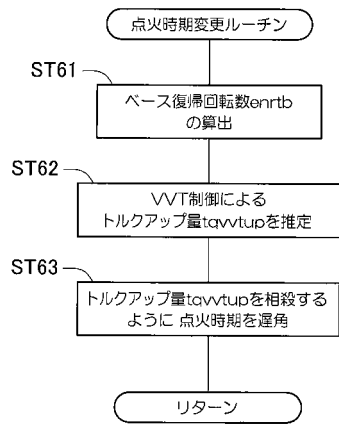 点火時期変更ルーチン
ST61
ベース復帰回転数enrtb
の算出
ST62
VVT制御による
トルクアップ量tqvvtupを推定
ST63
トルクアップ量tqvvtupを相殺する
ように 点火時期を遅角
リターン